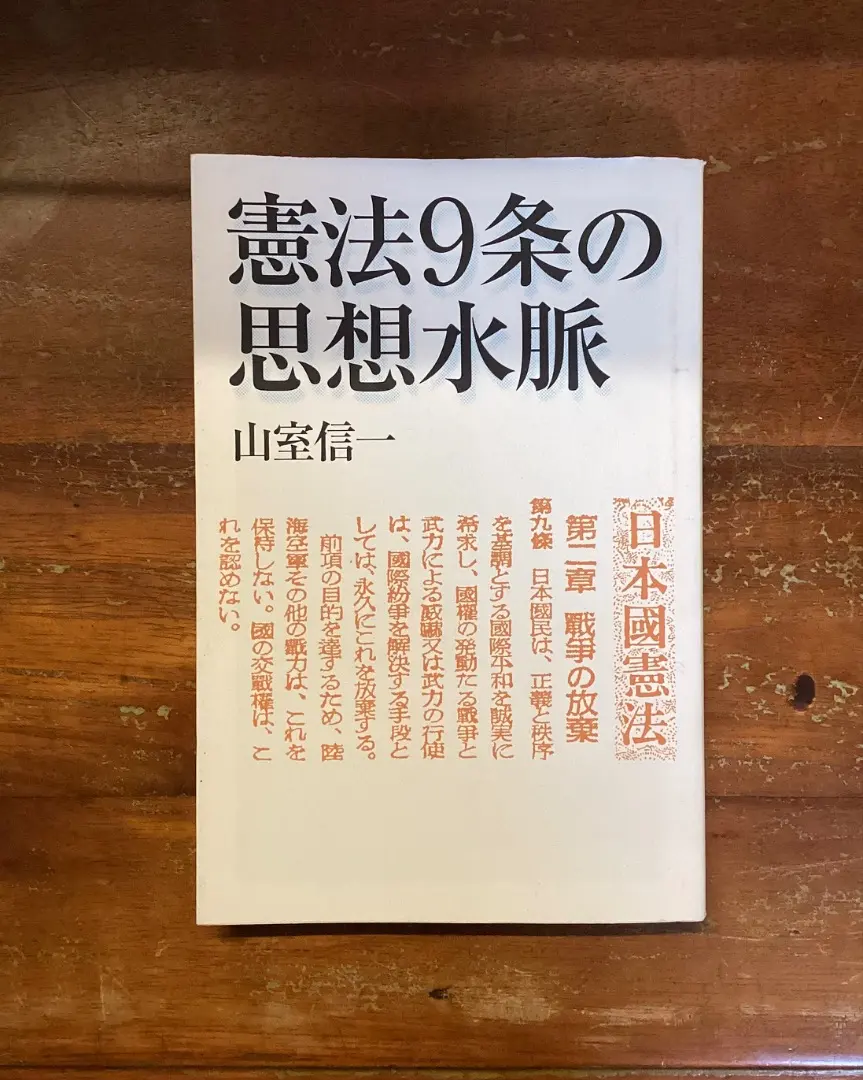 憲法9条の
思想水脈
山室信一
日本國憲法
第二章 戰爭の放棄
第九條 日本國民は、正義と秩序
を基調とする國際平和を誠実に
希求し、國権の発動たる戰爭と
武力による威嚇又は武力の行使
は、國際紛爭を解決する手段と
しては、永久にこれを放棄する。
前項の目的を達するため、陸
海空軍その他の戰力は、これを
保持しない。國の交戰権は、こ
れを認めない。